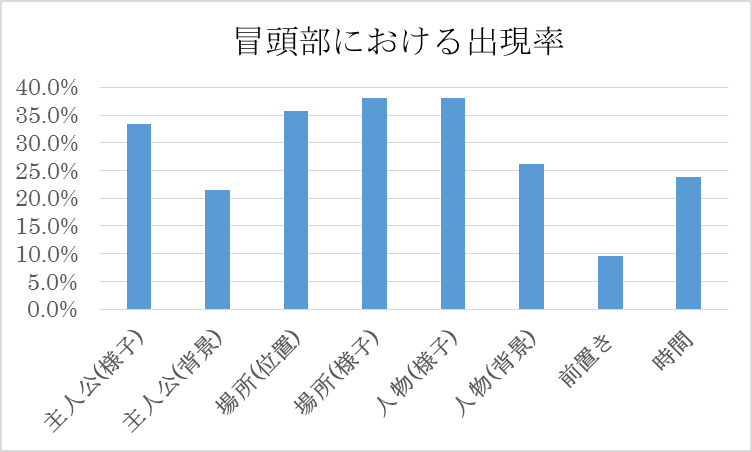 冒頭部における出現率
40.0%
35.0%
30.0%
25.0%
20.0%
15.0%
10.0%
5.0%
0.0%
主人公(様子)
主人公(背景)
場所(位置)
場所(様子)
人物(様子)
人物(背景)
前置き
時間